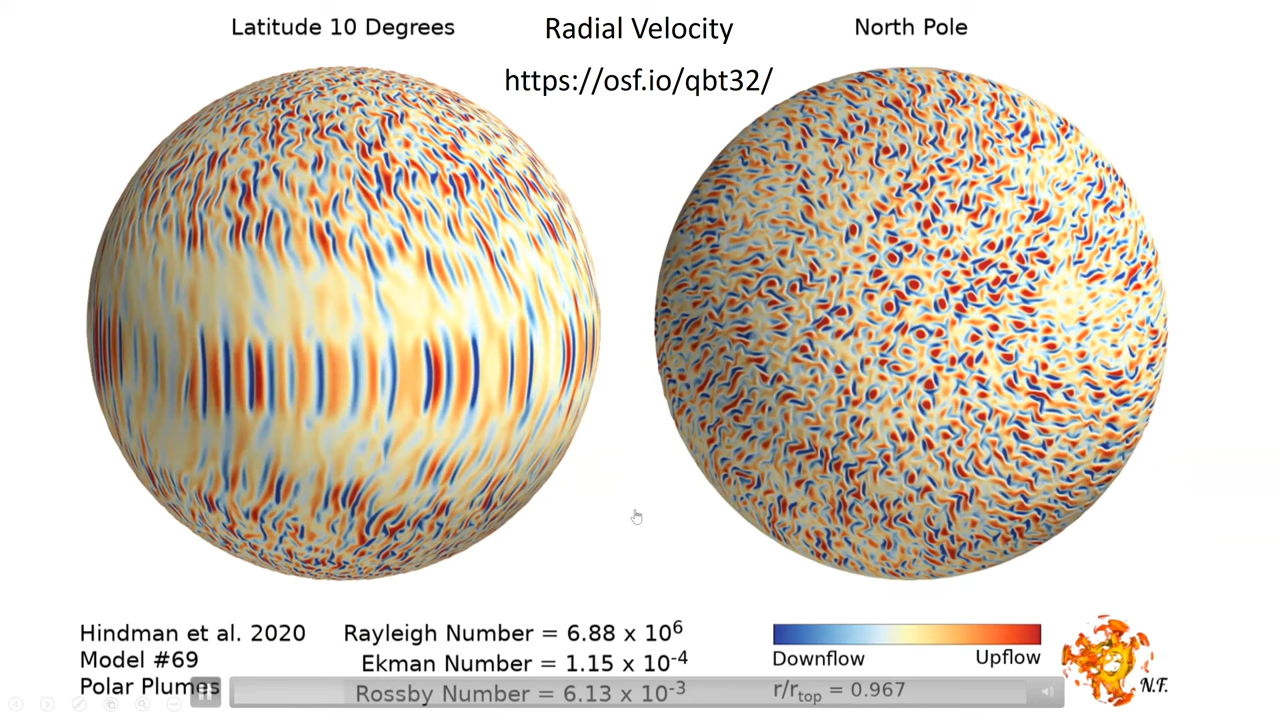 Latitude 10 Degrees
Radial Velocity
North Pole
https://osf.io/qbt32/
Hindman et al. 2020
Model #69
Polar Plumes
Rayleigh Number = 6.88 x 10⁶
Ekman Number = 1.15 x 10⁻⁴
Rossby Number = 6.13 x 10⁻³
Downflow
Upflow
r/r_top = 0.967
N.F.